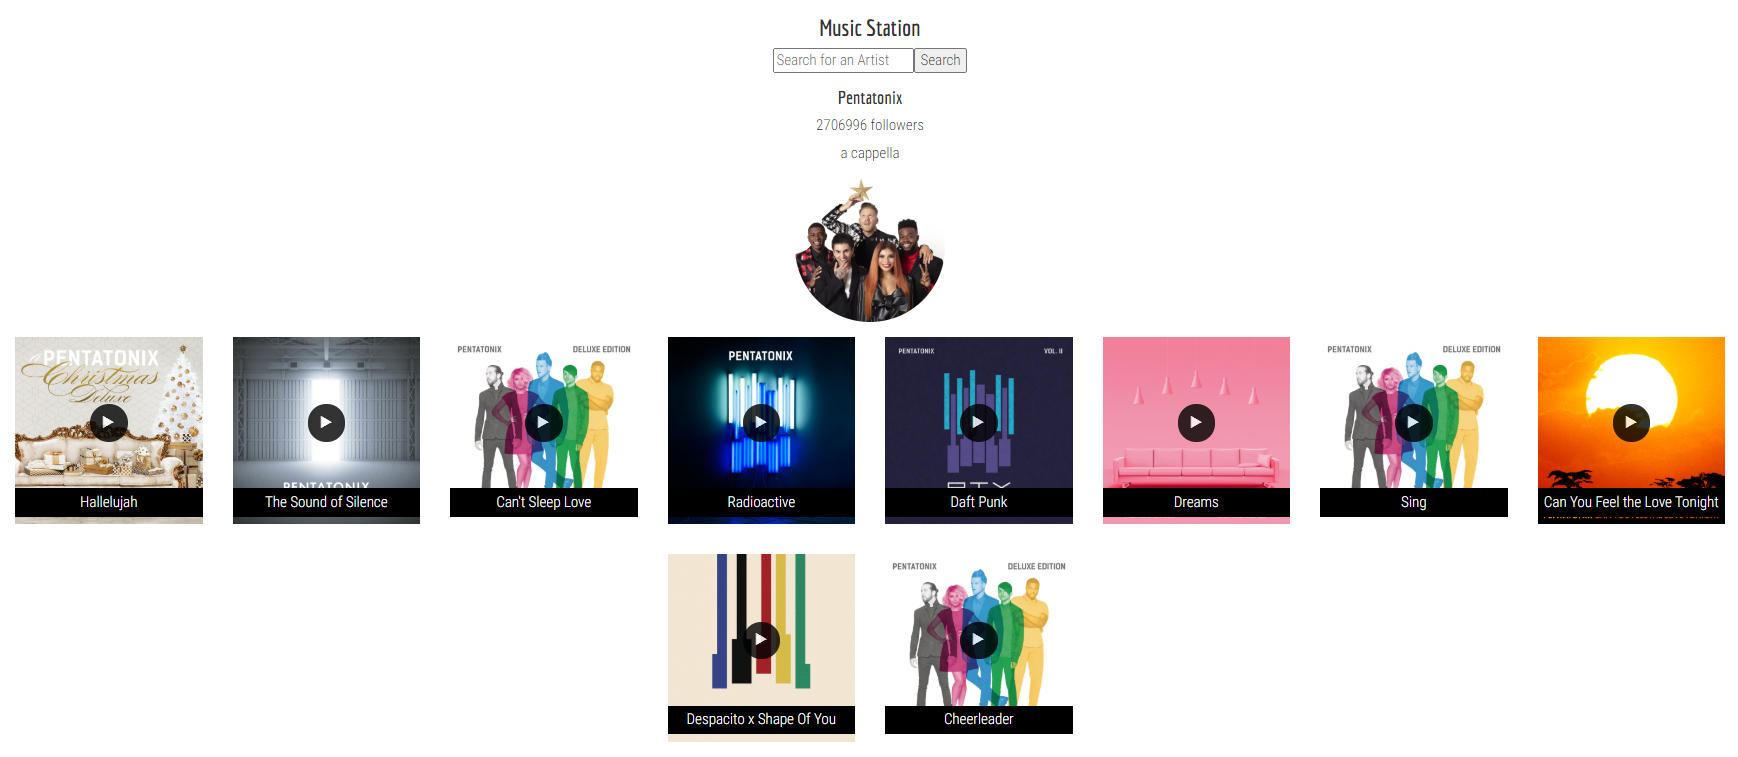 Music Station
Search for an Artist
Search
Pentatonix
2706996 followers
a cappella
a PENTATONIX
Christmas
Deluxe
Hallelujah
The Sound of Silence
PENTATONIX DELUXE EDITION
Can't Sleep Love
PENTATONIX
Radioactive
PENTATONIX VOL. II
PTX
Daft Punk
Dreams
PENTATONIX DELUXE EDITION
Sing
Can You Feel the Love Tonight
Despacito x Shape Of You
PENTATONIX DELUXE EDITION
Cheerleader